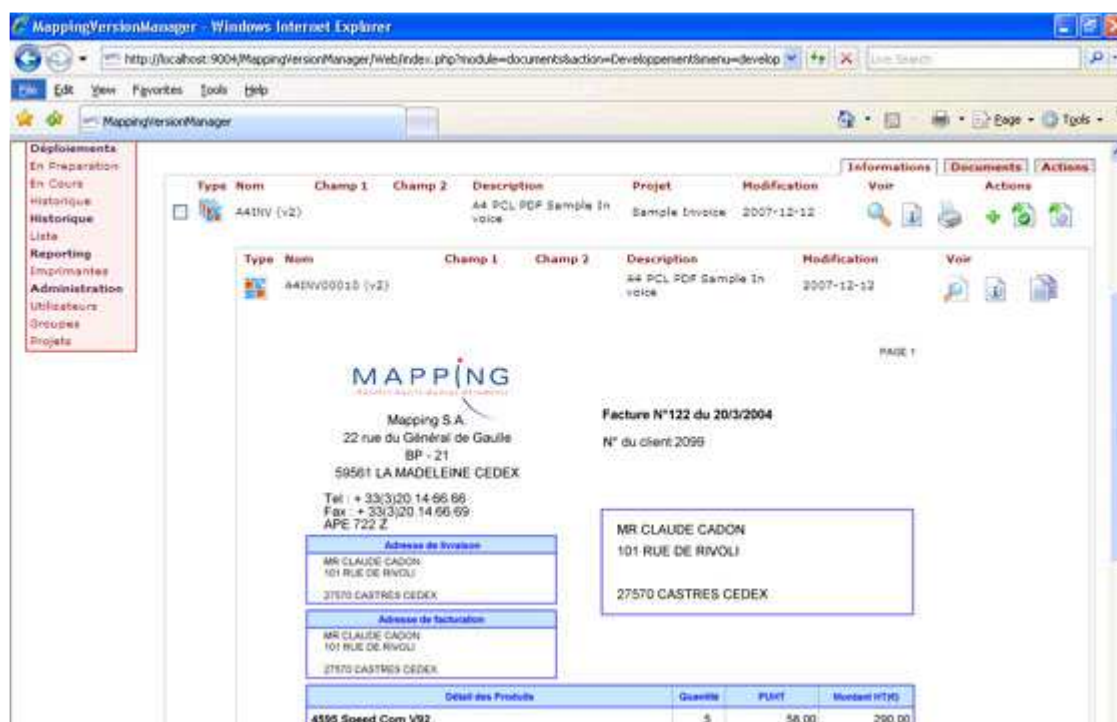 MappingVersionManager - Windows Internet Explorer
http://localhost:9004/MappingVersionManager/Web/index.php?module=documents&action=Developpement&menu=develop
Live Search
File Edit View Favorites Tools Help
MappingVersionManager
Page Tools
Déploiements
En Preparation
En Cours
Historique
Historique
Liste
Reporting
Imprimantes
Administration
Utilisateurs
Groupes
Projets
Informations Documents Actions
Type Nom Champ 1 Champ 2 Description Projet Modification Voir Actions
A4INV (v2) A4 PCL PDF Sample In Sample Invoice 2007-12-12
voice
Type Nom Champ 1 Champ 2 Description Modification Voir
A4INV00010 (v2) A4 PCL PDF Sample In 2007-12-12
voice
PAGE 1
MAPPING
Mapping S.A.
22 rue du Général de Gaulle
BP - 21
59561 LA MADELEINE CEDEX
Facture N°122 du 20/3/2004
N° du client 2099
Tel : + 33(3)20 14 66 66
Fax : + 33(3)20 14 66 69
APE 722 Z
Adresse de livraison
MR CLAUDE CADON
101 RUE DE RIVOLI
27570 CASTRES CEDEX
MR CLAUDE CADON
101 RUE DE RIVOLI
27570 CASTRES CEDEX
Adresse de facturation
MR CLAUDE CADON
101 RUE DE RIVOLI
27570 CASTRES CEDEX
Détail des Produits Quantité PUHT Montant HT(€)
4595 Speed Com V92 5 58.00 290.00